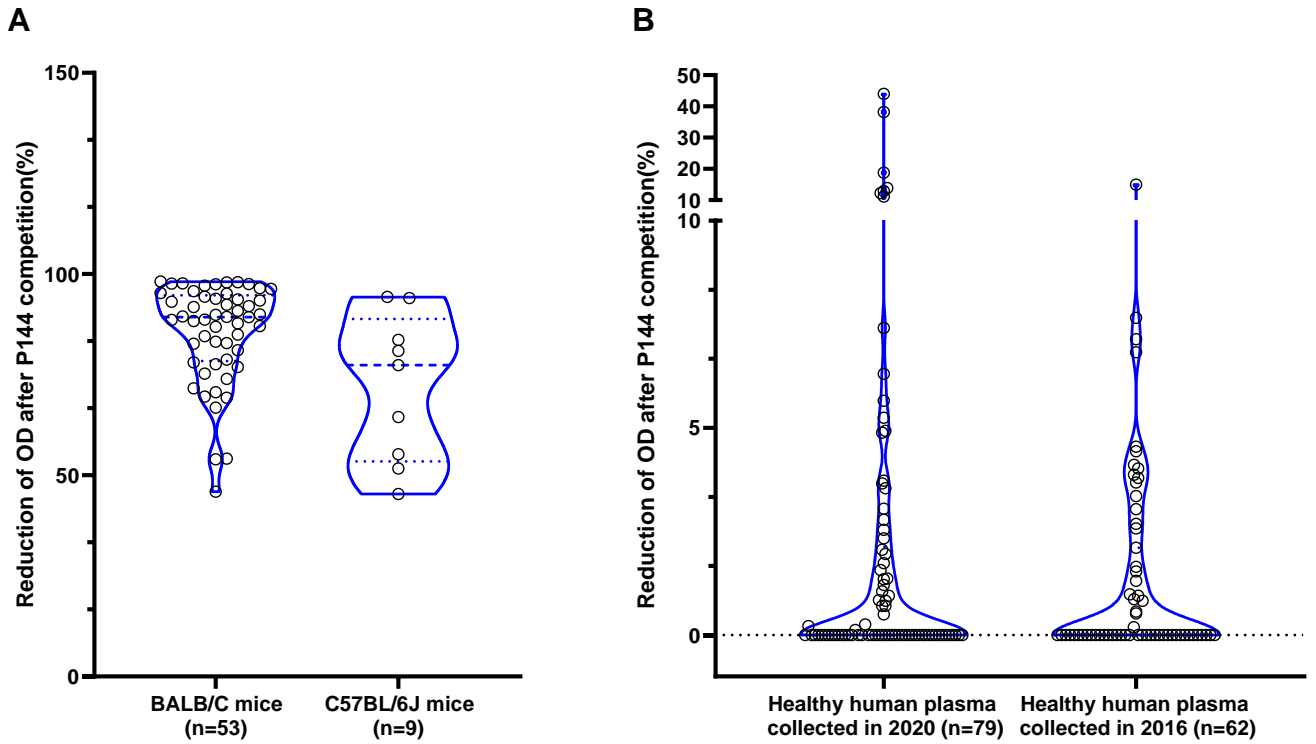 A
Reduction of OD after P144 competition(%)
150
100
50
0
BALB/C mice
(n=53)
C57BL/6J mice
(n=9)
B
Reduction of OD after P144 competition(%)
50
40
30
20
10
10
5
0
Healthy human plasma
collected in 2020 (n=79)
Healthy human plasma
collected in 2016 (n=62)